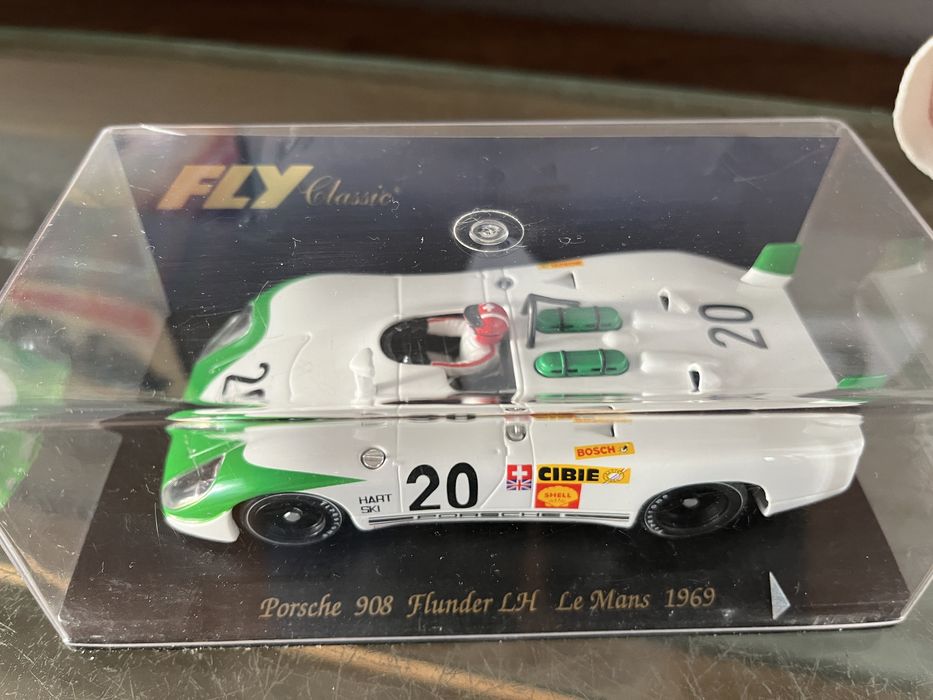 FLY Classic
20
20
BOSCH
CIBIE
20
SHELL
HART
SKI
PORSCHE
Porsche 908 Flunder LH Le Mans 1969